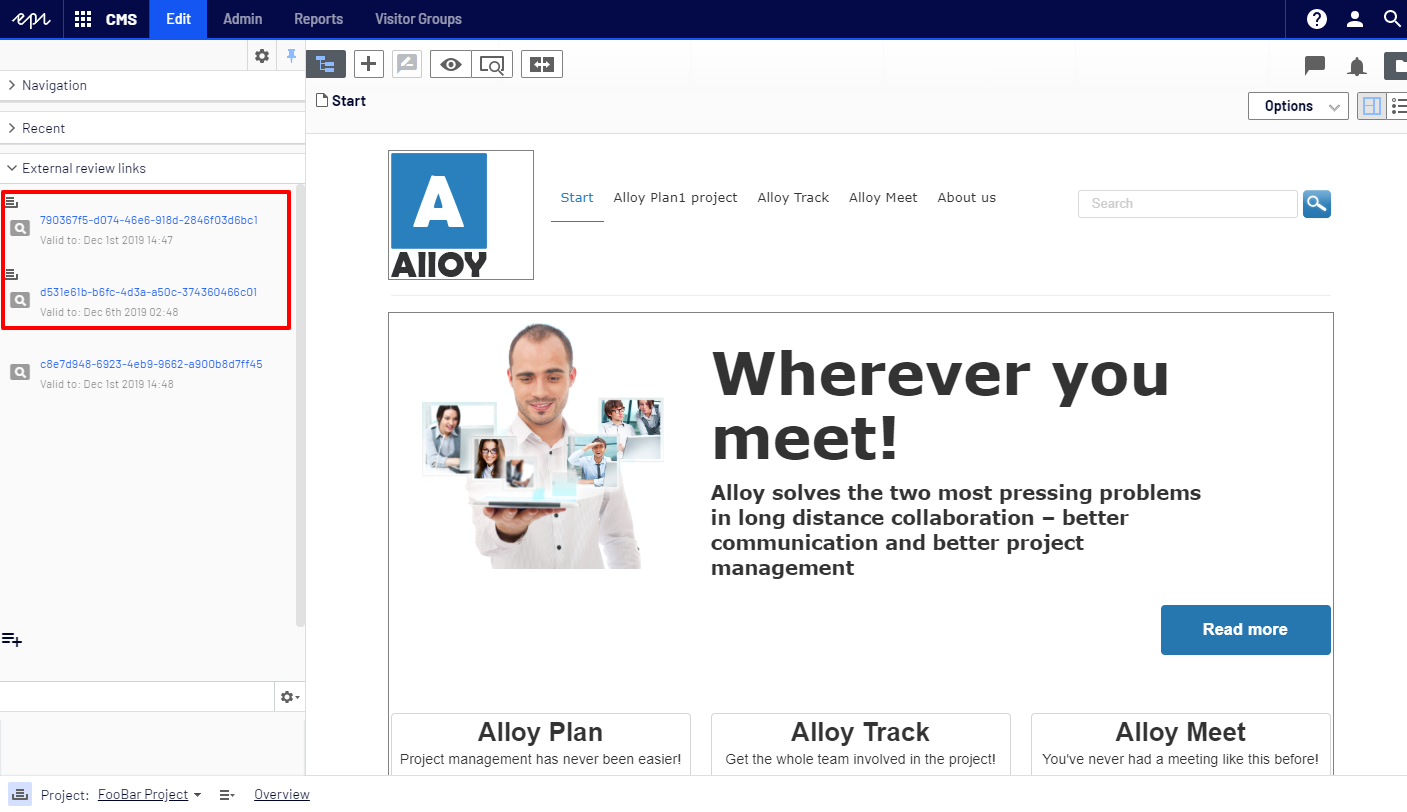 epi CMS Edit Admin Reports Visitor Groups
Navigation
Recent
External review links
790367f5-d074-46e6-918d-2846f03d6bc1
Valid to: Dec 1st 2019 14:47
d531e61b-b6fc-4d3a-a50c-374360466c01
Valid to: Dec 6th 2019 02:48
c8e7d948-6923-4eb9-9662-a900b8d7ff45
Valid to: Dec 1st 2019 14:48
Start
Options
A
Alloy
Start Alloy Plan1 project Alloy Track Alloy Meet About us
Search
Wherever you
meet!
Alloy solves the two most pressing problems
in long distance collaboration – better
communication and better project
management
Read more
Alloy Plan
Project management has never been easier!
Alloy Track
Get the whole team involved in the project!
Alloy Meet
You've never had a meeting like this before!
Project: FooBar Project Overview